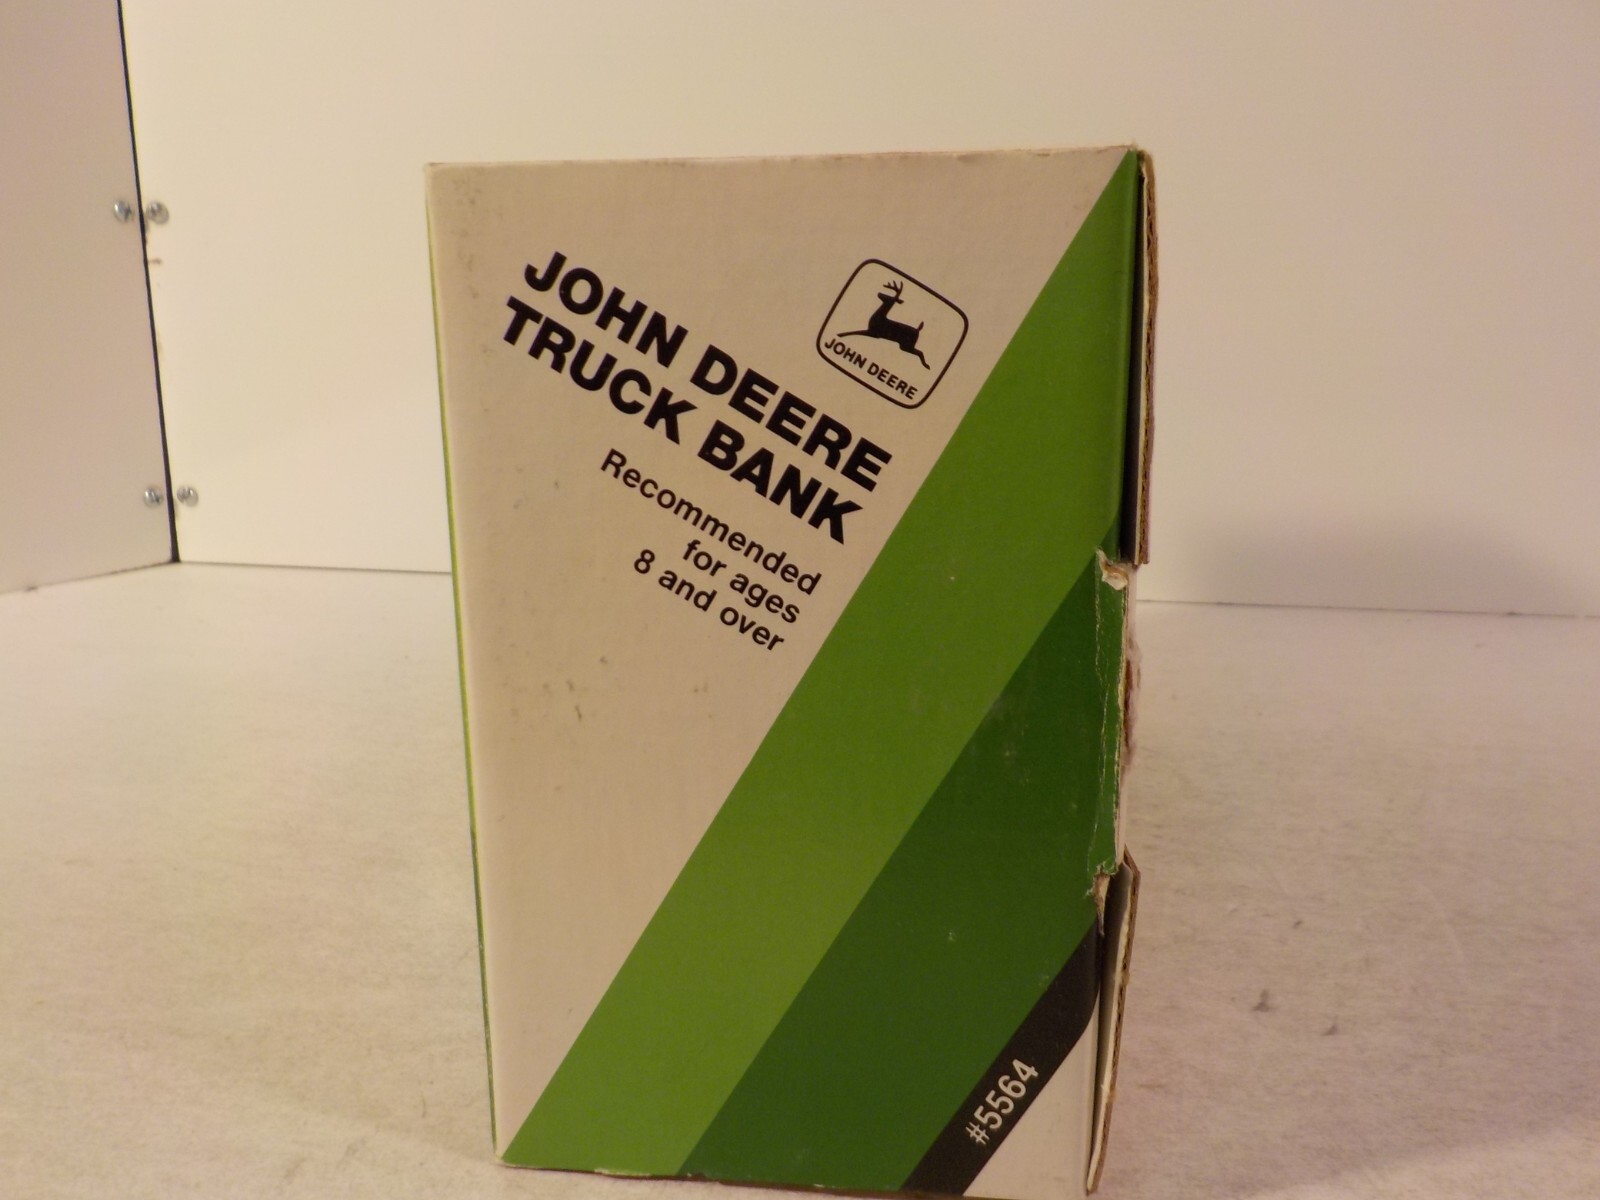 JOHN DEERE
TRUCK BANK
Recommended
for ages
8 and over
JOHN DEERE
#5564